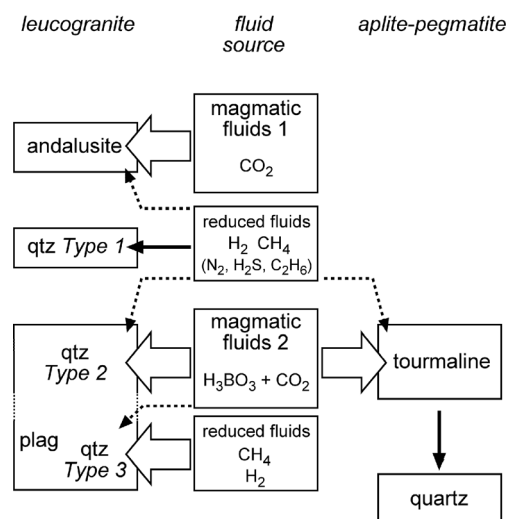 leucogranite
fluid
source
aplite-pegmatite
magmatic
fluids 1
CO₂
andalusite
reduced fluids
H₂ CH₄
(N₂, H₂S, C₂H₆)
qtz Type 1
magmatic
fluids 2
H₃BO₃ + CO₂
qtz
Type 2
tourmaline
plag
qtz
Type 3
reduced fluids
CH₄
H₂
quartz